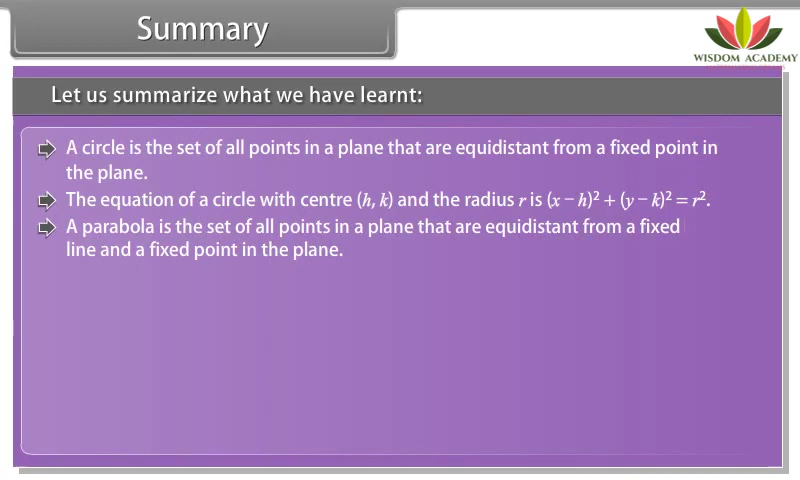 Summary
WISDOM ACADEMY
Let us summarize what we have learnt:
A circle is the set of all points in a plane that are equidistant from a fixed point in
the plane.
The equation of a circle with centre (h, k) and the radius r is (x − h)² + (y − k)² = r².
A parabola is the set of all points in a plane that are equidistant from a fixed
line and a fixed point in the plane.